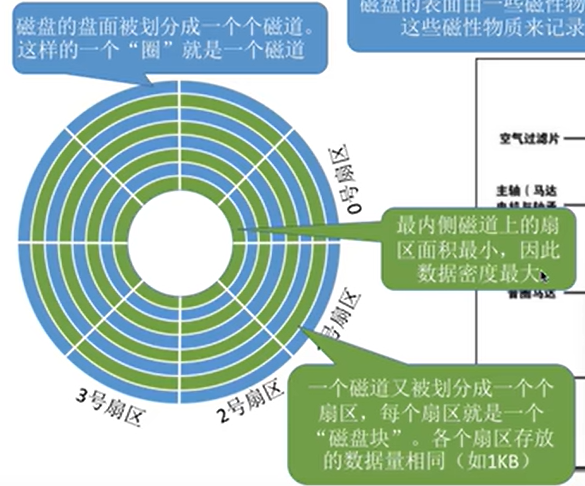 磁盘的盘面被划分成一个个磁道。
这样的一个“圈”就是一个磁道
磁盘的表面由一些磁性物
这些磁性物质来记录
空气过滤片
主轴（马达
0号扇区
最内侧磁道上的扇
区面积最小，因此
数据密度最大
音圈马达
号扇区
2号扇区
3号扇区
一个磁道又被划分成一个个
扇区，每个扇区就是一个
“磁盘块”。各个扇区存放
的数据量相同（如1KB）